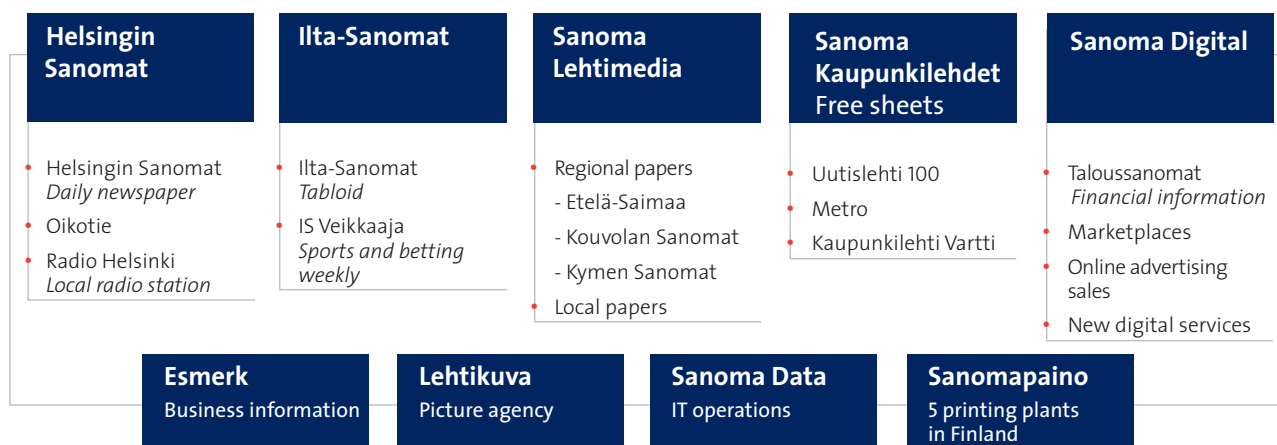 Helsingin
Sanomat
• Helsingin Sanomat
Daily newspaper
• Oikotie
• Radio Helsinki
Local radio station
Ilta-Sanomat
• Ilta-Sanomat
Tabloid
• IS Veikkaaja
Sports and betting
weekly
Sanoma
Lehtimedia
• Regional papers
- Etelä-Saimaa
- Kouvolan Sanomat
- Kymen Sanomat
• Local papers
Sanoma
Kaupunkilehdet
Free sheets
• Uutislehti 100
• Metro
• Kaupunkilehti Vartti
Sanoma Digital
• Taloussanomat
Financial information
• Marketplaces
• Online advertising
sales
• New digital services
Esmerk
Business information
Lehtikuva
Picture agency
Sanoma Data
IT operations
Sanomapaino
5 printing plants
in Finland